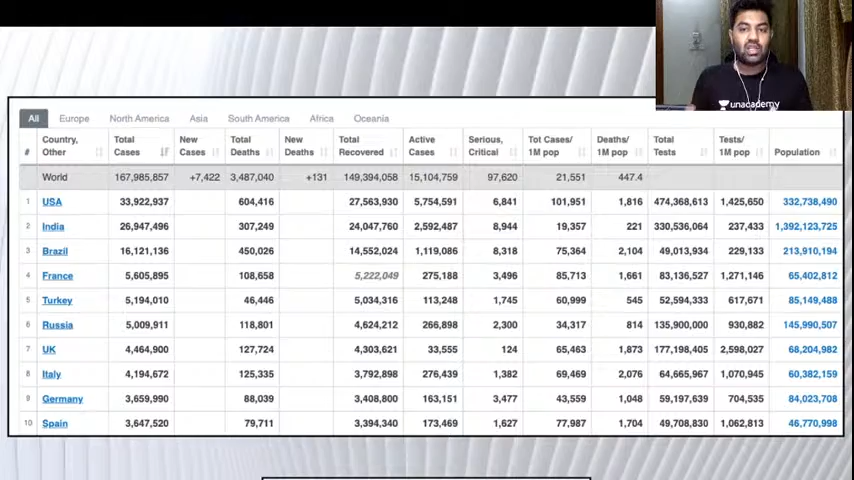 unacademy
All Europe North America Asia South America Africa Oceania
# Country, Other Total Cases New Cases Total Deaths New Deaths Total Recovered Active Cases Serious, Critical Tot Cases/ 1M pop Deaths/ 1M pop Total Tests Tests/ 1M pop Population
World 167,985,857 +7,422 3,487,040 +131 149,394,058 15,104,759 97,620 21,551 447.4
1 USA 33,922,937 604,416 27,563,930 5,754,591 6,841 101,951 1,816 474,368,613 1,425,650 332,738,490
2 India 26,947,496 307,249 24,047,760 2,592,487 8,944 19,357 221 330,536,064 237,433 1,392,123,725
3 Brazil 16,121,136 450,026 14,552,024 1,119,086 8,318 75,364 2,104 49,013,934 229,133 213,910,194
4 France 5,605,895 108,658 5,222,049 275,188 3,496 85,713 1,661 83,136,527 1,271,146 65,402,812
5 Turkey 5,194,010 46,446 5,034,316 113,248 1,745 60,999 545 52,594,333 617,671 85,149,488
6 Russia 5,009,911 118,801 4,624,212 266,898 2,300 34,317 814 135,900,000 930,882 145,990,507
7 UK 4,464,900 127,724 4,303,621 33,555 124 65,463 1,873 177,198,405 2,598,027 68,204,982
8 Italy 4,194,672 125,335 3,792,898 276,439 1,382 69,469 2,076 64,665,967 1,070,945 60,382,159
9 Germany 3,659,990 88,039 3,408,800 163,151 3,477 43,559 1,048 59,197,639 704,535 84,023,708
10 Spain 3,647,520 79,711 3,394,340 173,469 1,627 77,987 1,704 49,708,830 1,062,813 46,770,998